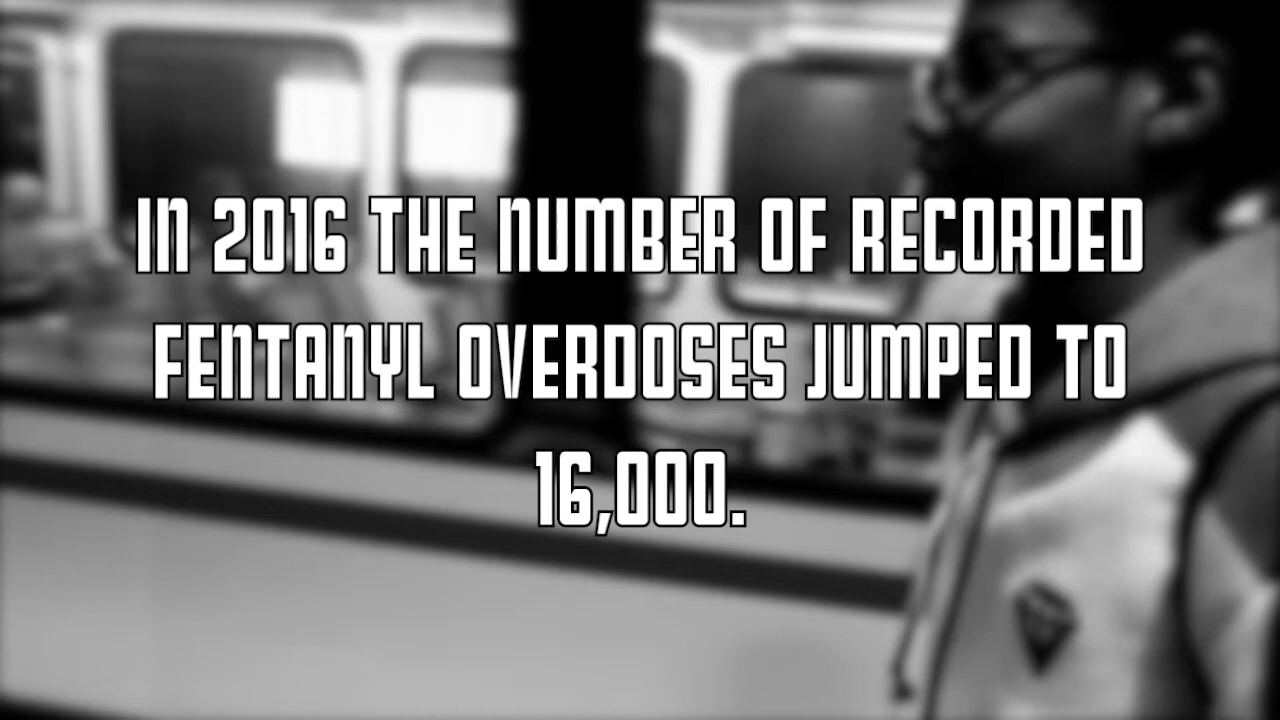 IN 2016 THE NUMBER OF RECORDED
FENTANYL OVERDOSES JUMPED TO
16,000.